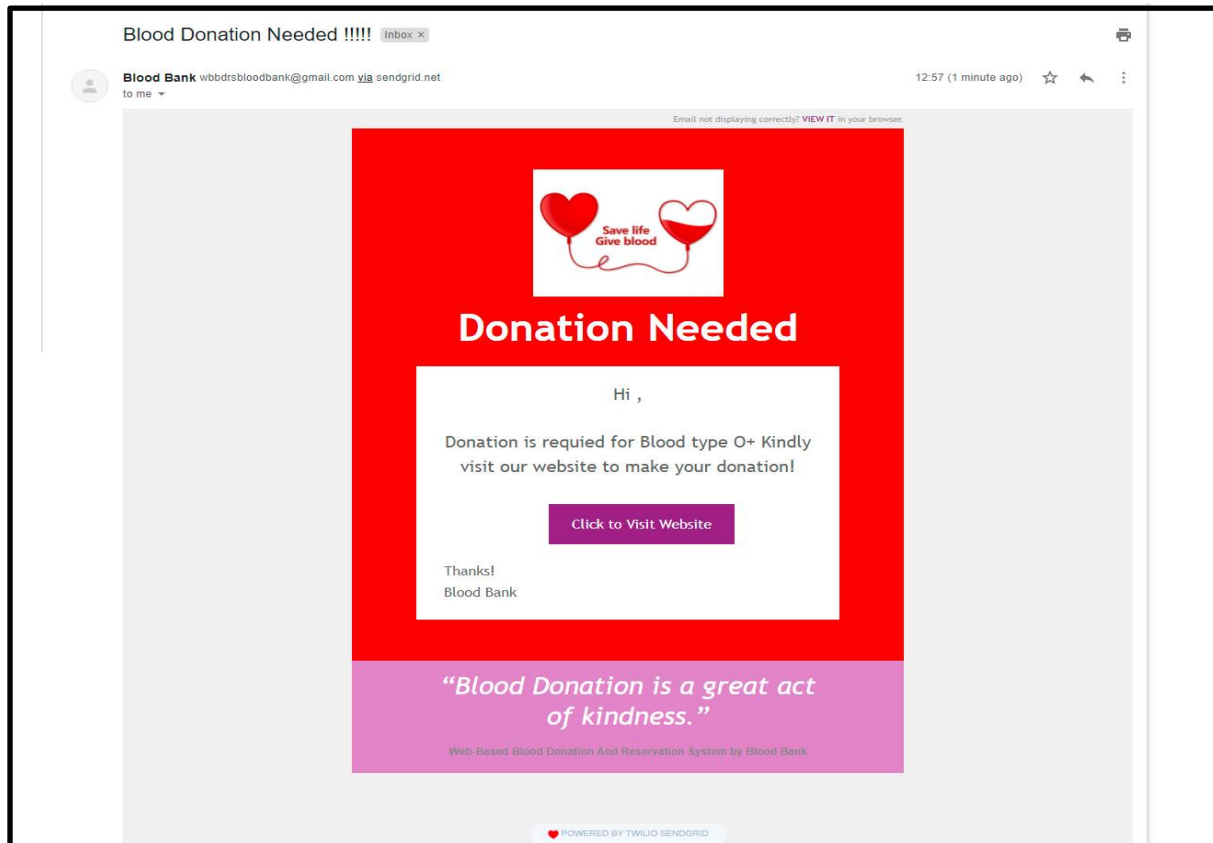 Blood Donation Needed !!!!! Inbox ×
Blood Bank wbbdrsbloodbank@gmail.com via sendgrid.net 12:57 (1 minute ago)
to me
Email not displaying correctly? VIEW IT in your browser.
Save life
Give blood
Donation Needed
Hi ,
Donation is requied for Blood type O+ Kindly
visit our website to make your donation!
Click to Visit Website
Thanks!
Blood Bank
“Blood Donation is a great act
of kindness.”
Web-Based Blood Donation And Reservation System by Blood Bank
POWERED BY TWILIO SENDGRID